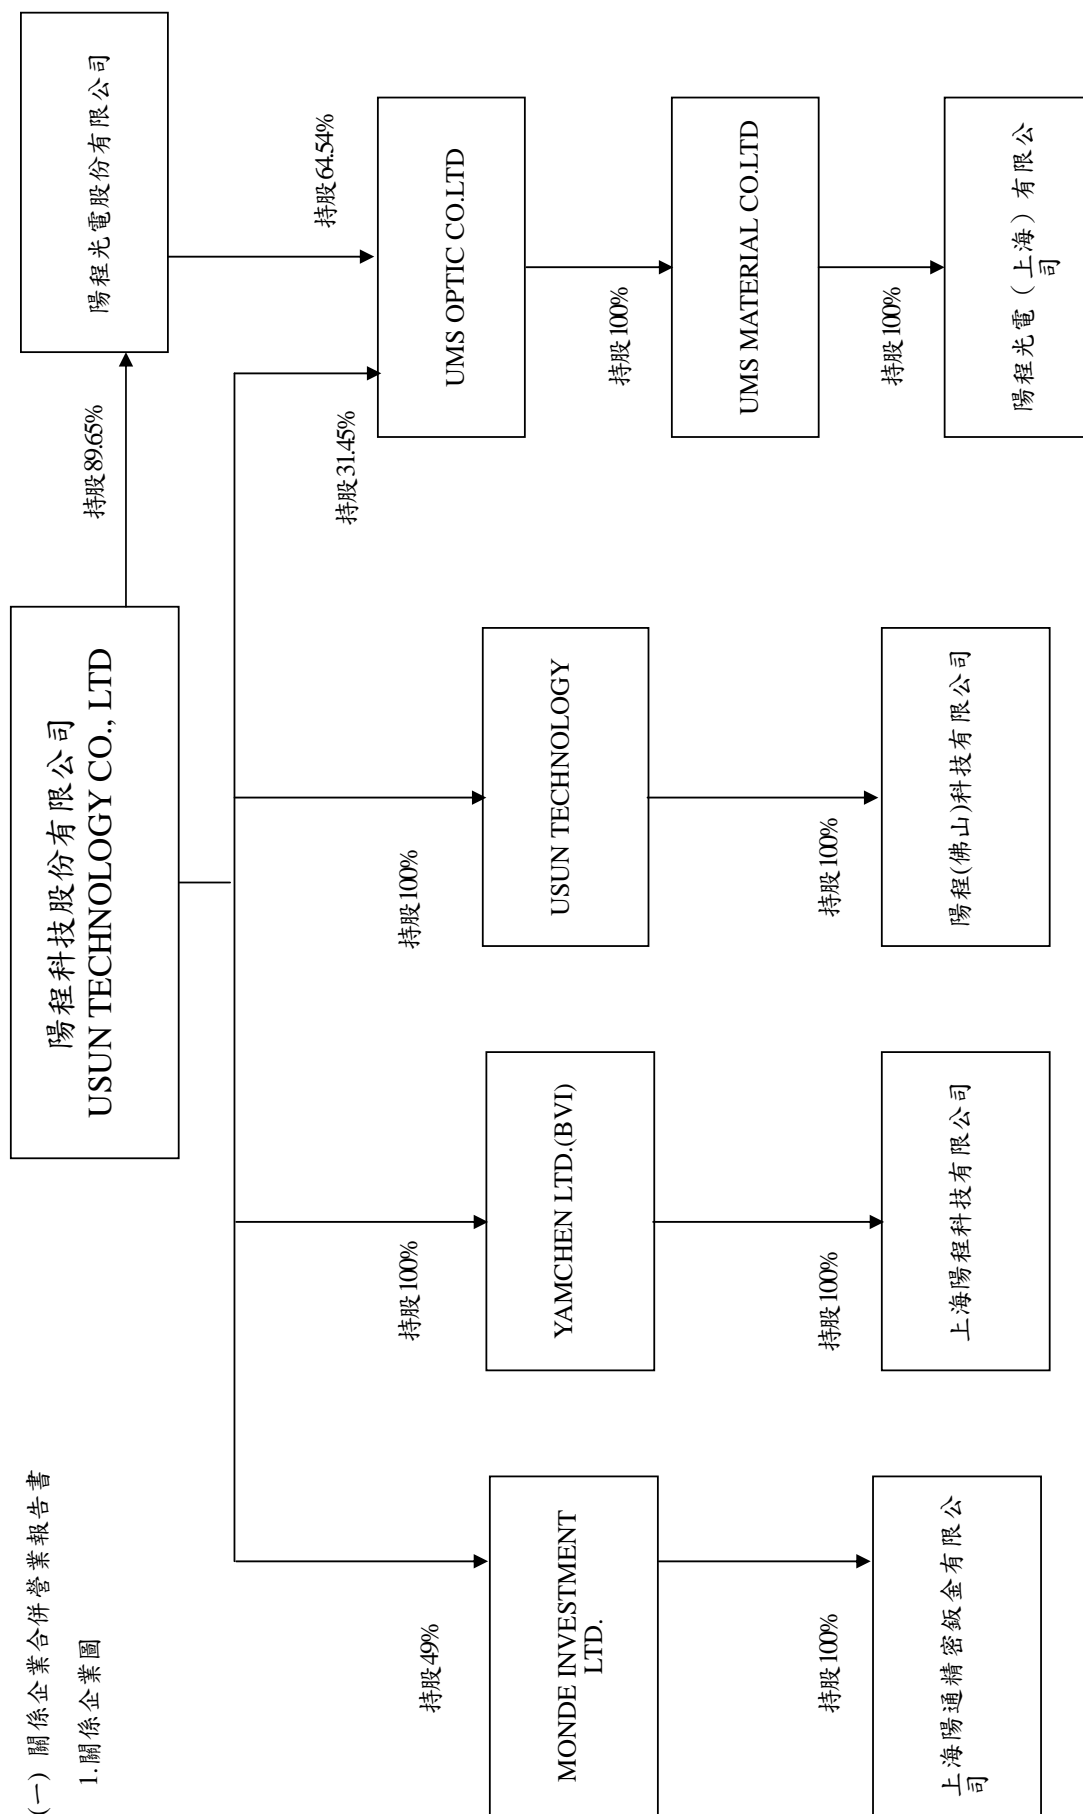 (一) 關係企業合併營業報告書
1.關係企業圖
陽程科技股份有限公司
USUN TECHNOLOGY CO., LTD
持股89.65%
陽程光電股份有限公司
持股49%
持股100%
持股100%
持股31.45%
持股64.54%
MONDE INVESTMENT
LTD.
YAMCHEN LTD.(BVI)
USUN TECHNOLOGY
UMS OPTIC CO.LTD
持股100%
UMS MATERIAL CO.LTD
持股100%
持股100%
持股100%
持股100%
上海陽通精密鈑金有限公
司
上海陽程科技有限公司
陽程(佛山)科技有限公司
陽程光電（上海）有限公
司